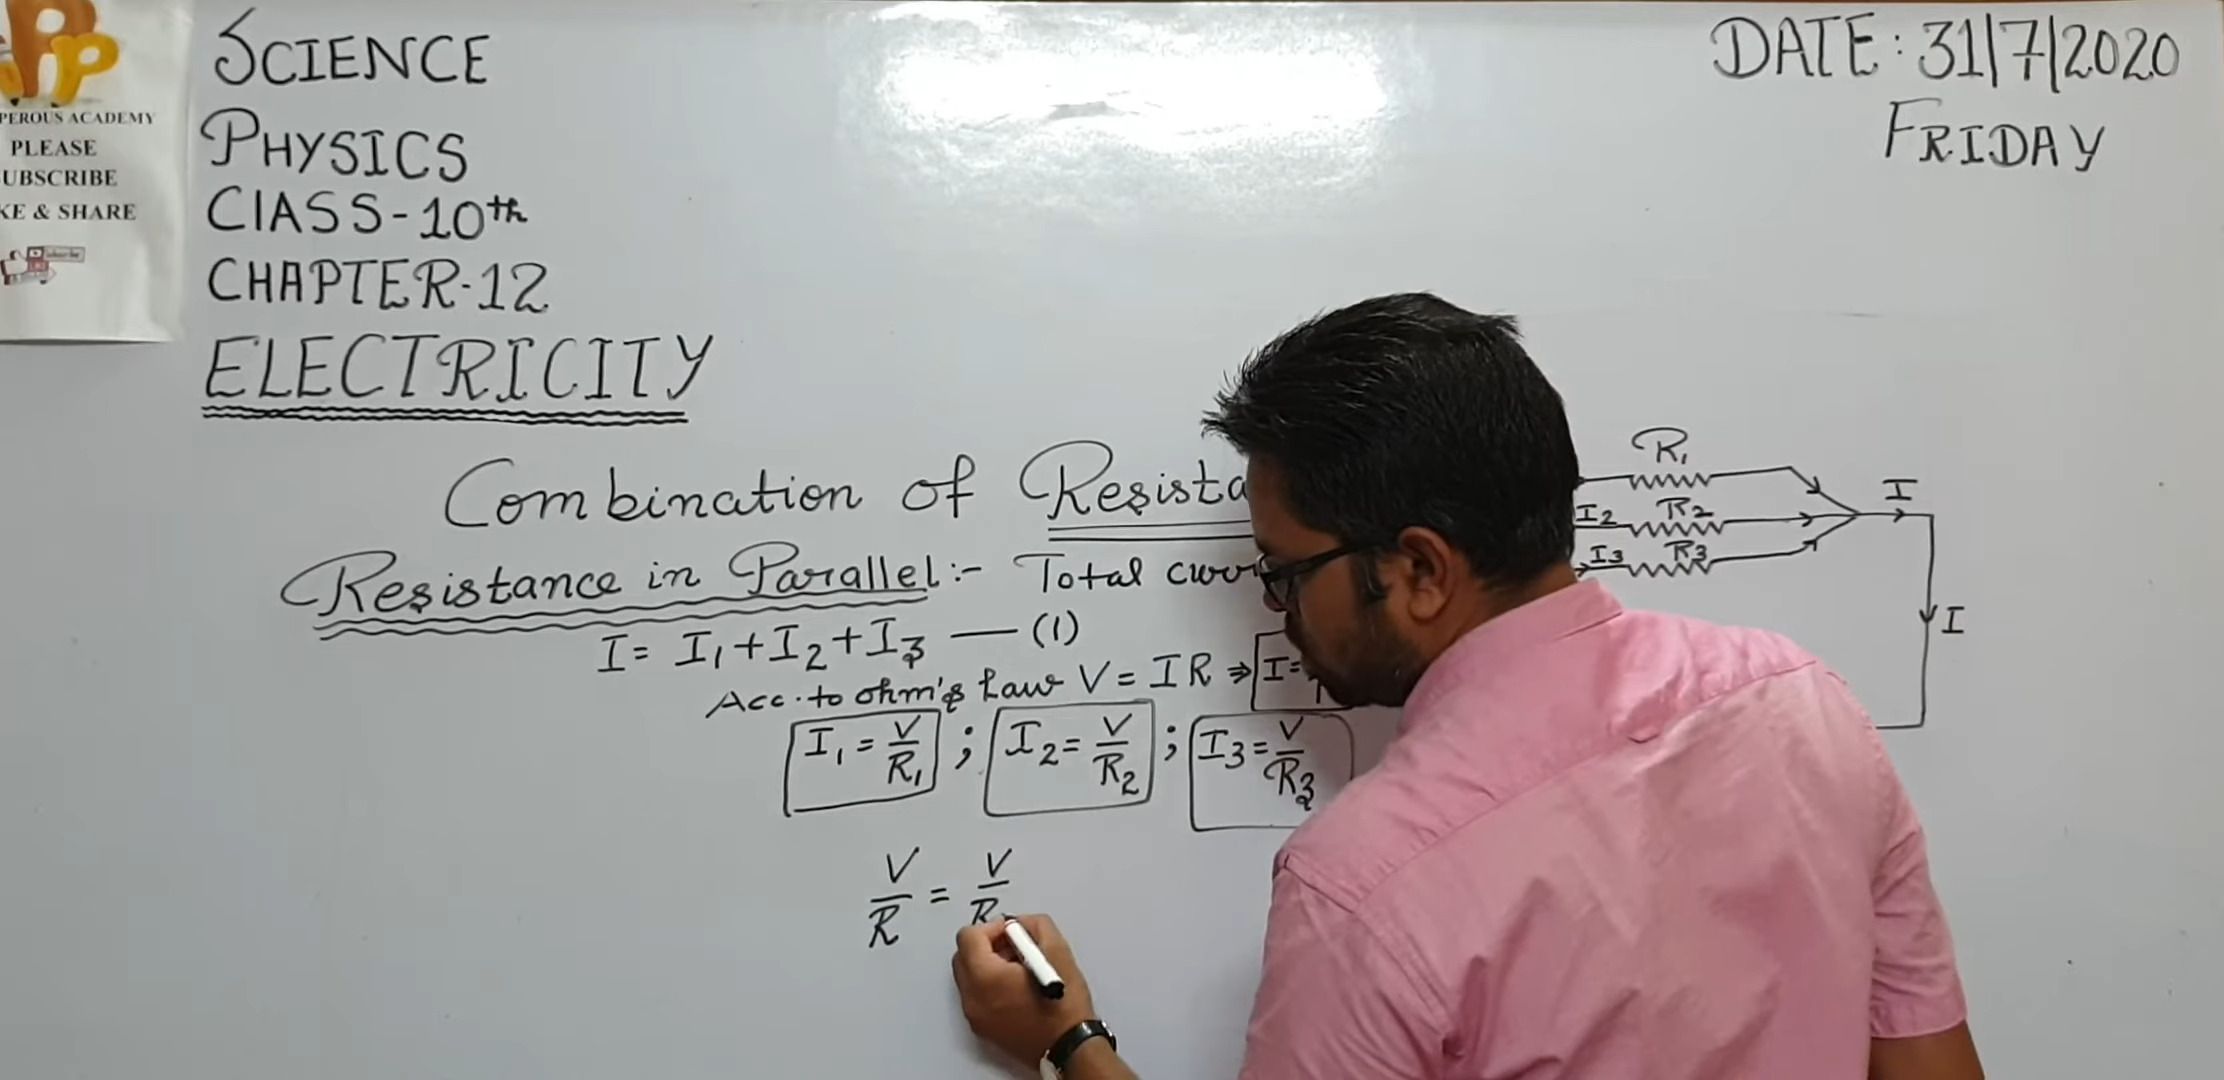 PEROUS ACADEMY
PLEASE
UBSCRIBE
KE & SHARE
SCIENCE
PHYSICS
ClASS-10th
CHAPTER-12
ELECTRICITY
DATE: 31/7/2020
FRIDAY
Combination of Resista
Resistance in Parallel:- Total
I = I1 + I2 + I3 — (1)
Acc. to ohm's Law V = IR ⇒ I =
I1 = V/R1 ; I2 = V/R2 ; I3 = V/R3
V/R = V/R
R1
I2 R2
I3 R3
I
I